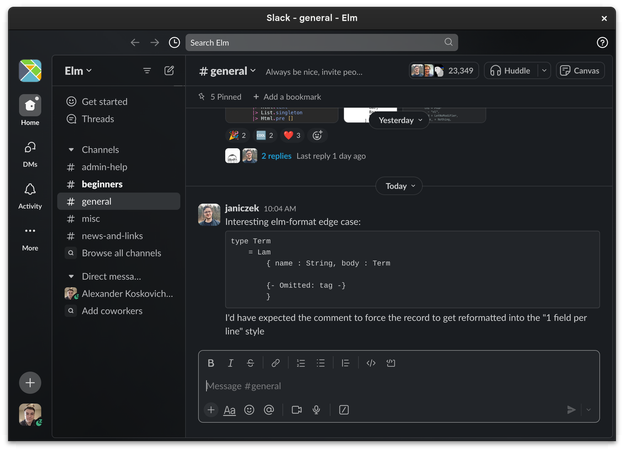 Slack - general - Elm
Search Elm
Elm
# general
Always be nice, invite peo…
23,349
Huddle
Canvas
5 Pinned
+ Add a bookmark
Home
DMs
Activity
More
Get started
Threads
Channels
# admin-help
# beginners
# general
# misc
# news-and-links
Browse all channels
Direct messa…
Alexander Koskovich…
Add coworkers
|> List.singleton
|> Html.pre []
Yesterday
2
2
3
2 replies Last reply 1 day ago
Today
janiczek 10:04 AM
Interesting elm-format edge case:
type Term
= Lam
{ name : String, body : Term
{- Omitted: tag -}
}
I'd have expected the comment to force the record to get reformatted into the "1 field per
line" style
B I S
Message #general
+ Aa